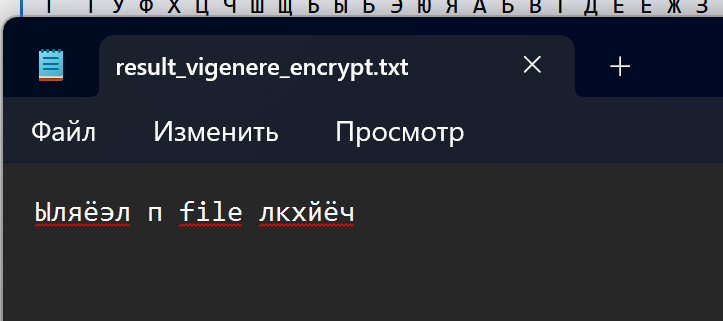 Т Т У Ф Х Ц Ч Ш Щ Ъ Ы Ь Э Ю Я А Б В Г Д Е Ё Ж З
result_vigenere_encrypt.txt
Файл Изменить Просмотр
Ыляёэл п file лкхйёч